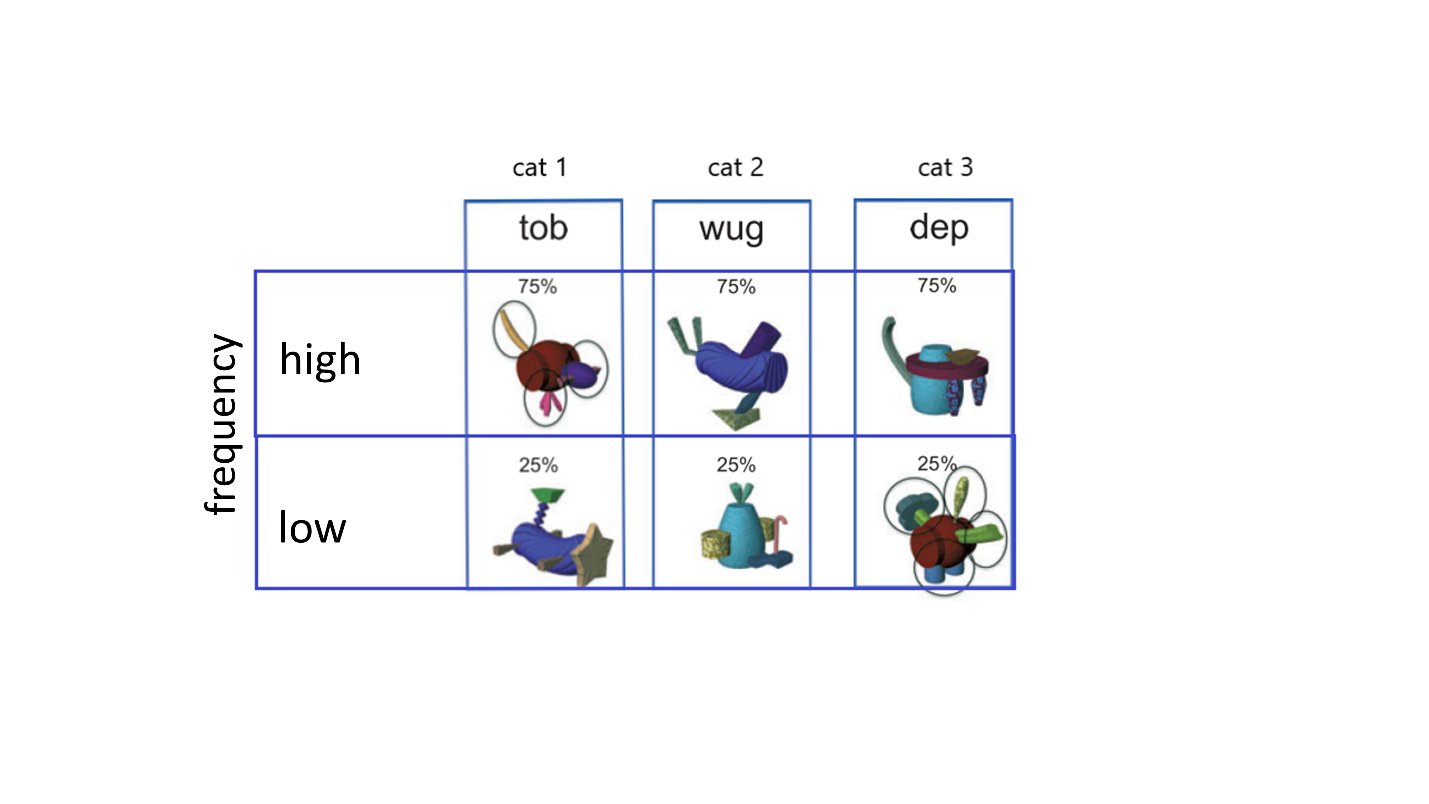 cat 1 cat 2 cat 3
tob wug dep
75% 75% 75%
high
frequency
25% 25% 25%
low